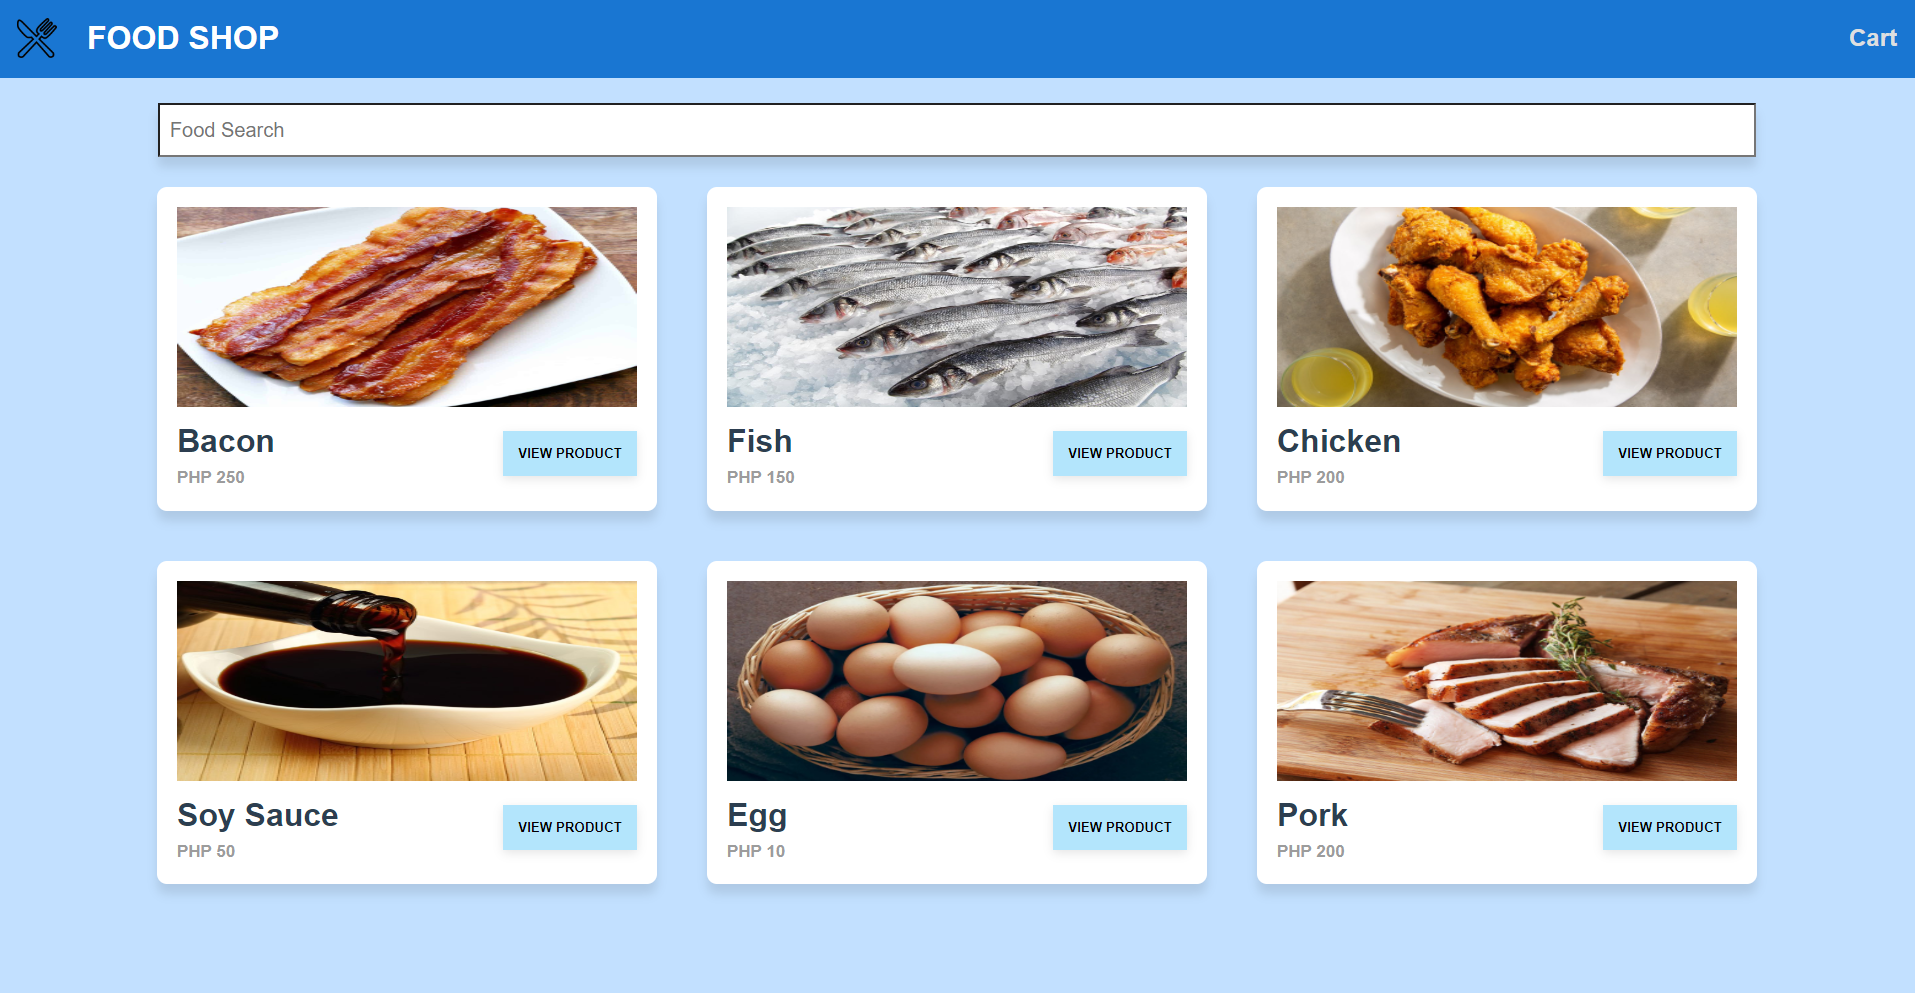 FOOD SHOP
Cart
Food Search
Bacon
PHP 250
VIEW PRODUCT
Fish
PHP 150
VIEW PRODUCT
Chicken
PHP 200
VIEW PRODUCT
Soy Sauce
PHP 50
VIEW PRODUCT
Egg
PHP 10
VIEW PRODUCT
Pork
PHP 200
VIEW PRODUCT